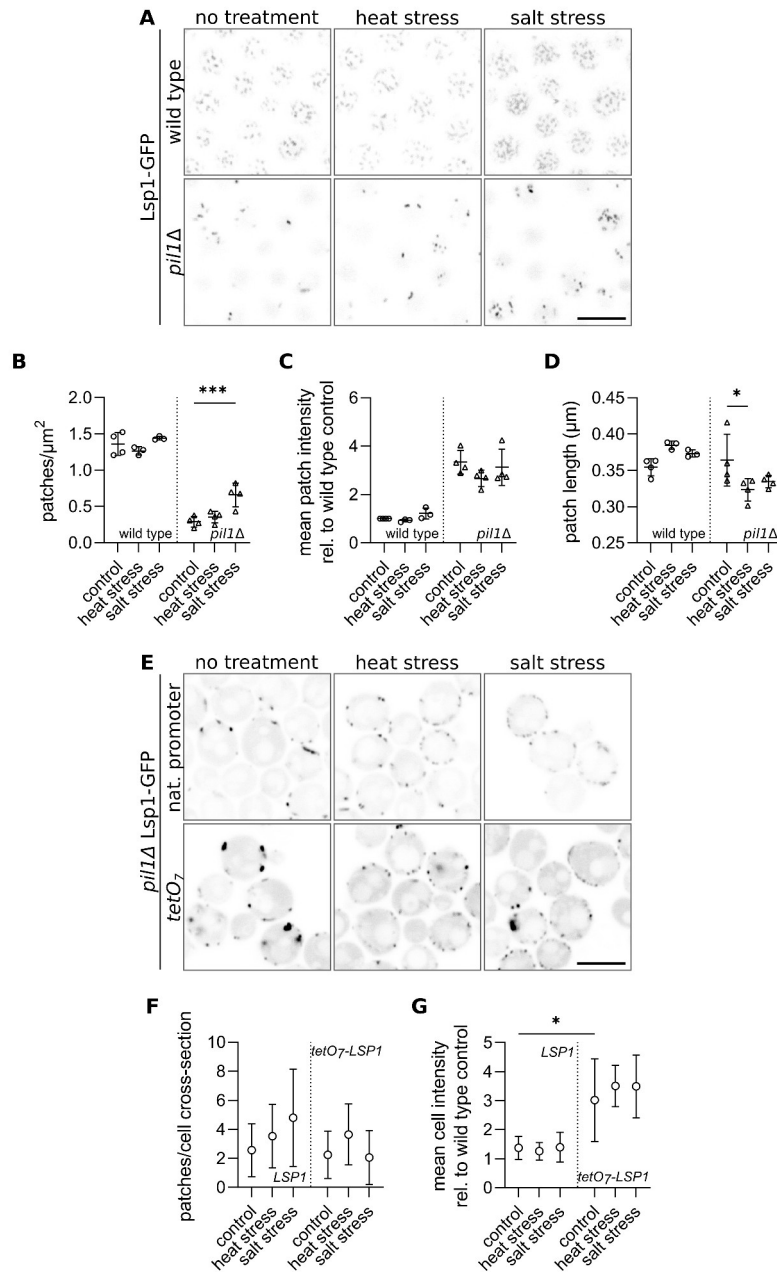 A
no treatment
heat stress
salt stress
Lsp1-GFP
wild type
pil1Δ
B
patches/μm²
2.0
1.5
1.0
0.5
0.0
***
wild type
pil1Δ
control
heat stress
salt stress
control
heat stress
salt stress
C
mean patch intensity
rel. to wild type control
6
4
2
0
wild type
pil1Δ
control
heat stress
salt stress
control
heat stress
salt stress
D
patch length (μm)
0.45
0.40
0.35
0.30
0.25
*
wild type
pil1Δ
control
heat stress
salt stress
control
heat stress
salt stress
E
no treatment
heat stress
salt stress
pil1Δ Lsp1-GFP
nat. promoter
tetO₇
F
patches/cell cross-section
10
8
6
4
2
0
tetO₇-LSP1
LSP1
control
heat stress
salt stress
control
heat stress
salt stress
G
mean cell intensity
rel. to wild type control
5
4
3
2
1
0
*
LSP1
tetO₇-LSP1
control
heat stress
salt stress
control
heat stress
salt stress